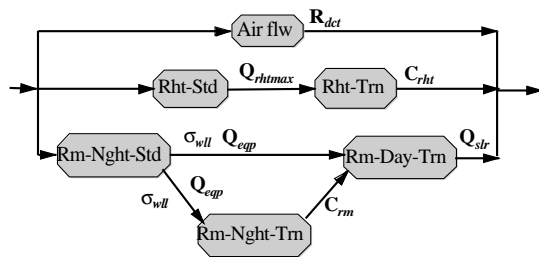 Air flw R_dct
Rht-Std Q_rhtmax Rht-Trn C_rht
Rm-Nght-Std σ_wll Q_eqp Rm-Day-Trn Q_slr
σ_wll Q_eqp Rm-Nght-Trn C_rm